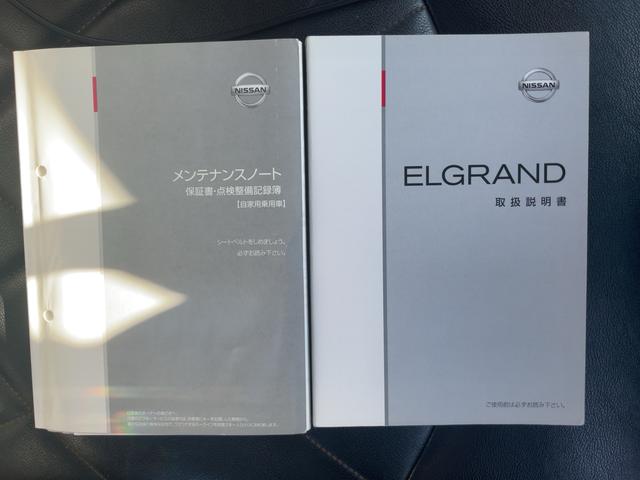 NISSAN
メンテナンスノート
保証書・点検整備記録簿
【自家用乗用車】
シートベルトをしめましょう。
必ずお読み下さい。
NISSAN
ELGRAND
取扱説明書
ご使用前は必ずお読み下さい。